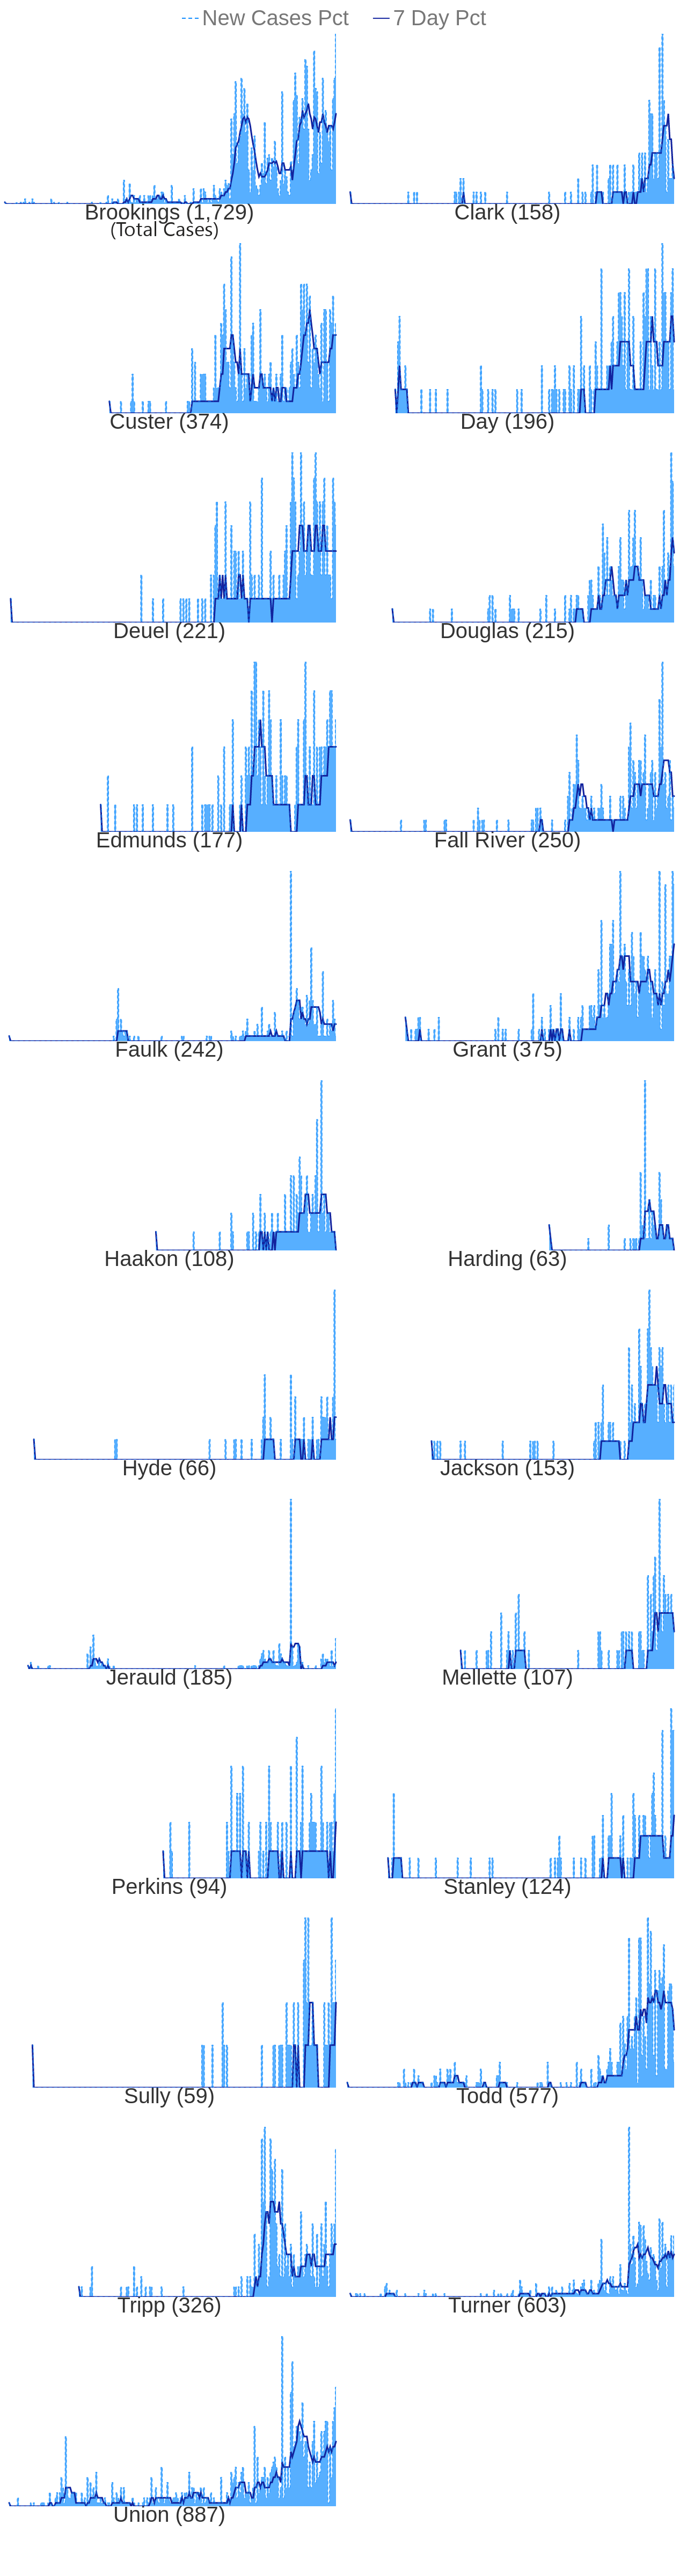 New Cases Pct 7 Day Pct
Brookings (1,729) Clark (158)
(Total Cases)
Custer (374) Day (196)
Deuel (221) Douglas (215)
Edmunds (177) Fall River (250)
Faulk (242) Grant (375)
Haakon (108) Harding (63)
Hyde (66) Jackson (153)
Jerauld (185) Mellette (107)
Perkins (94) Stanley (124)
Sully (59) Todd (577)
Tripp (326) Turner (603)
Union (887)